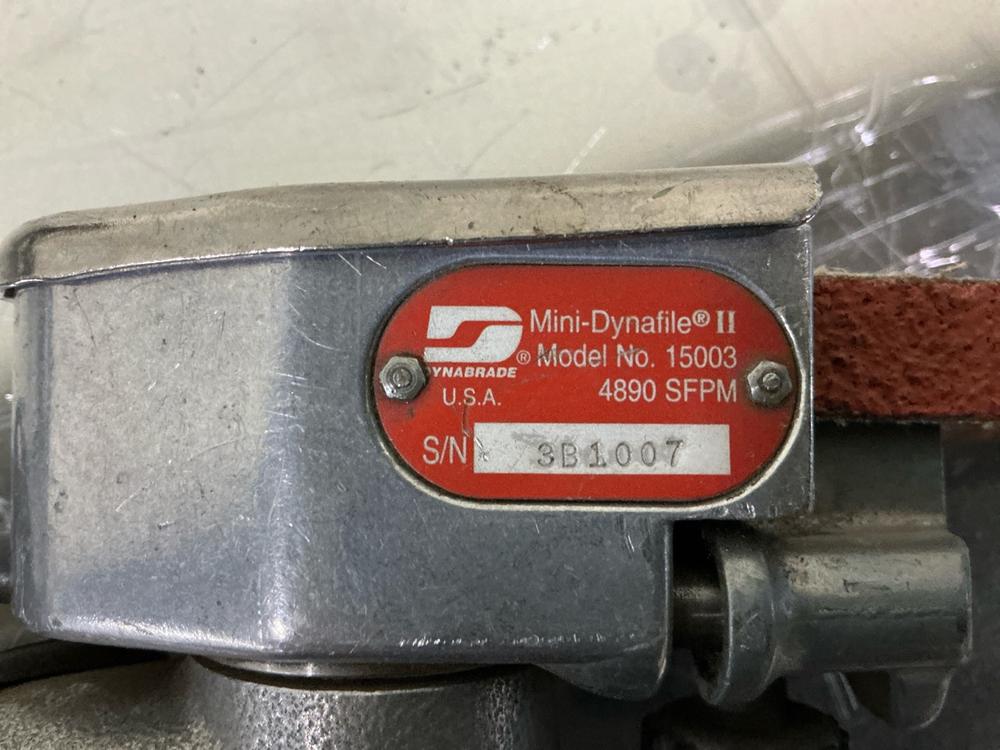 Mini-Dynafile® II
® Model No. 15003
DYNABRADE
4890 SFPM
U.S.A.
S/N 3B1007